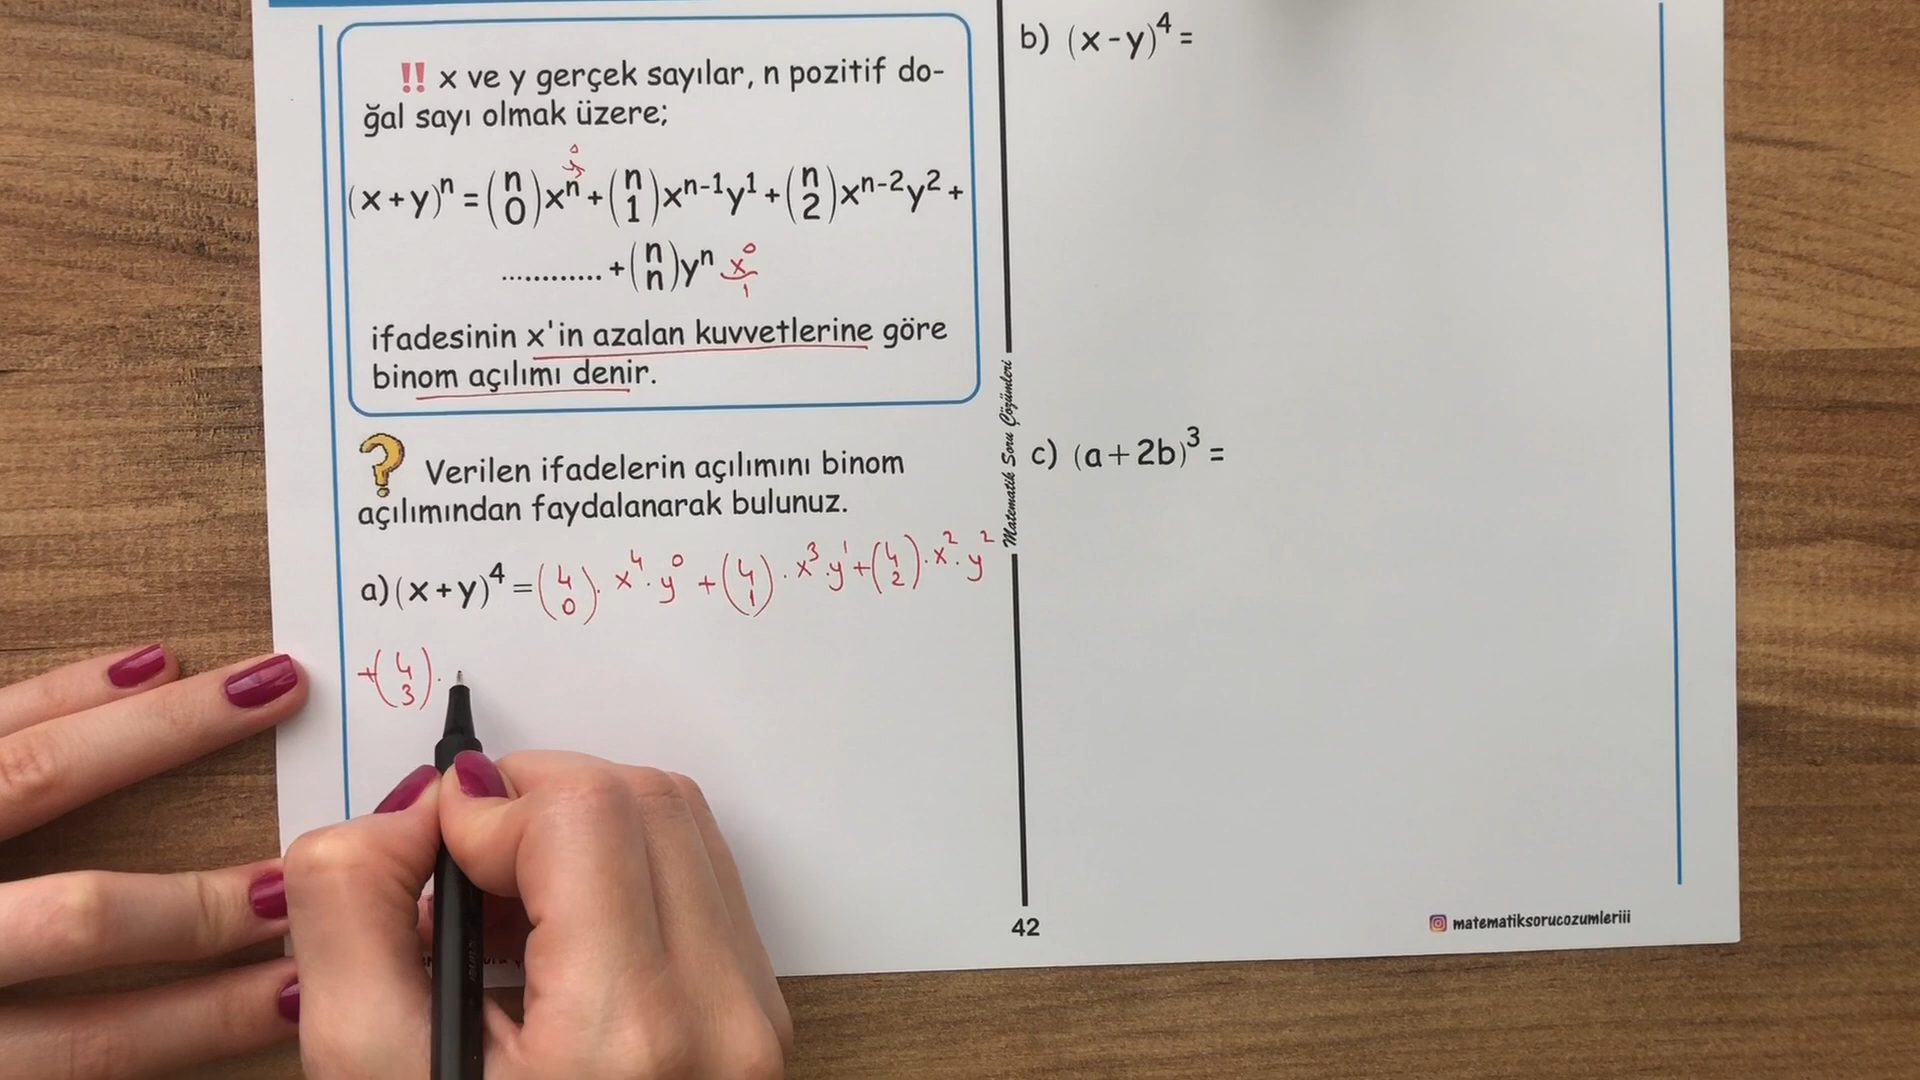 !! x ve y gerçek sayılar, n pozitif do-
ğal sayı olmak üzere;
(x+y)ⁿ = (n 0)xⁿ + (n 1)xⁿ⁻¹y¹ + (n 2)xⁿ⁻²y² +
............ + (n n)yⁿ x⁰ 1
ifadesinin x'in azalan kuvvetlerine göre
binom açılımı denir.
? Verilen ifadelerin açılımını binom
açılımından faydalanarak bulunuz.
a) (x+y)⁴ = (4 0). x⁴. y⁰ + (4 1). x³. y¹ + (4 2). x². y²
+ (4 3).
b) (x-y)⁴ =
c) (a+2b)³ =
Matematik Soru Çözümleri
42
matematiksorucozumleriii